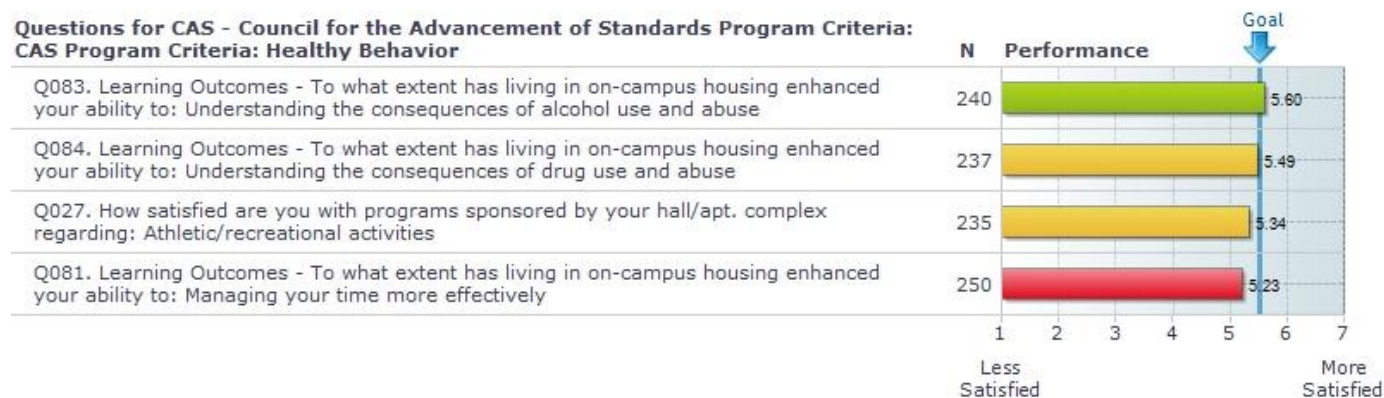 Goal
Questions for CAS - Council for the Advancement of Standards Program Criteria:
CAS Program Criteria: Healthy Behavior
N Performance
Q083. Learning Outcomes - To what extent has living in on-campus housing enhanced
your ability to: Understanding the consequences of alcohol use and abuse
240
5.60
Q084. Learning Outcomes - To what extent has living in on-campus housing enhanced
your ability to: Understanding the consequences of drug use and abuse
237
5.49
Q027. How satisfied are you with programs sponsored by your hall/apt. complex
regarding: Athletic/recreational activities
235
5.34
Q081. Learning Outcomes - To what extent has living in on-campus housing enhanced
your ability to: Managing your time more effectively
250
5.23
1 2 3 4 5 6 7
Less
Satisfied
More
Satisfied